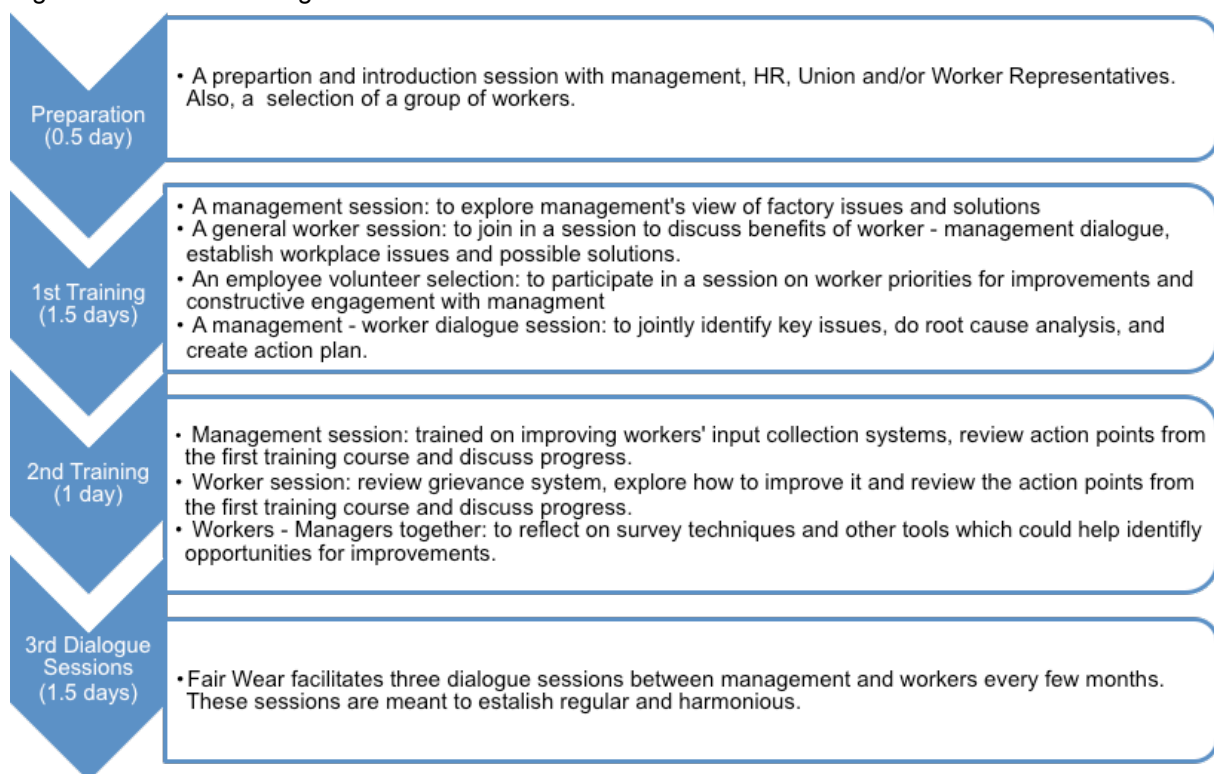 Preparation
(0.5 day)
• A prepartion and introduction session with management, HR, Union and/or Worker Representatives.
Also, a selection of a group of workers.
1st Training
(1.5 days)
• A management session: to explore management's view of factory issues and solutions
• A general worker session: to join in a session to discuss benefits of worker - management dialogue,
establish workplace issues and possible solutions.
• An employee volunteer selection: to participate in a session on worker priorities for improvements and
constructive engagement with managment
• A management - worker dialogue session: to jointly identify key issues, do root cause analysis, and
create action plan.
2nd Training
(1 day)
• Management session: trained on improving workers' input collection systems, review action points from
the first training course and discuss progress.
• Worker session: review grievance system, explore how to improve it and review the action points from
the first training course and discuss progress.
• Workers - Managers together: to reflect on survey techniques and other tools which could help identifly
opportunities for improvements.
3rd Dialogue
Sessions
(1.5 days)
• Fair Wear facilitates three dialogue sessions between management and workers every few months.
These sessions are meant to estalish regular and harmonious.